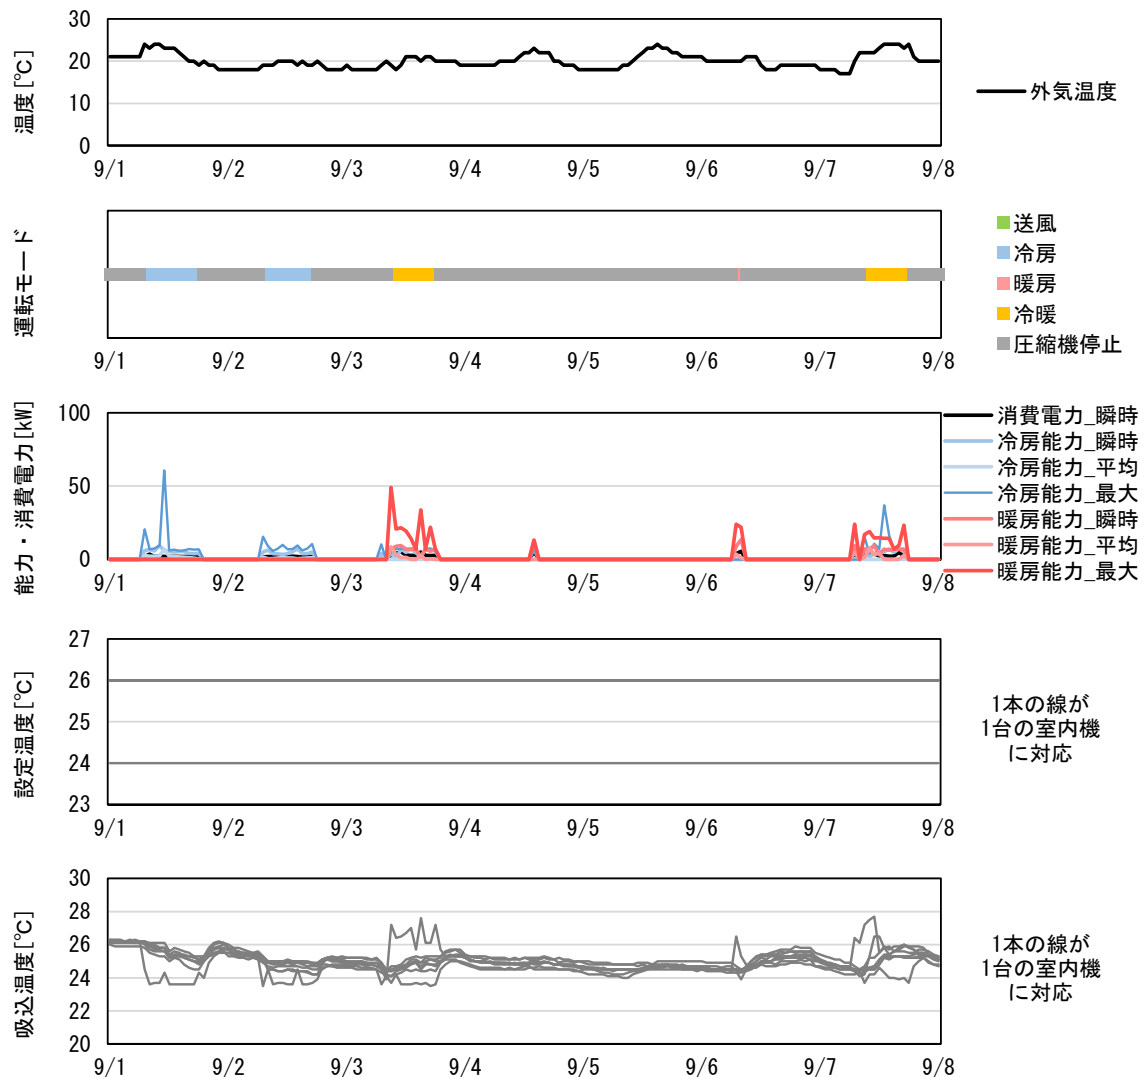 温度[℃]
30
20
10
0
9/1 9/2 9/3 9/4 9/5 9/6 9/7 9/8
外気温度
運転モード
9/1 9/2 9/3 9/4 9/5 9/6 9/7 9/8
送風
冷房
暖房
冷暖
圧縮機停止
能力・消費電力[kW]
100
50
0
9/1 9/2 9/3 9/4 9/5 9/6 9/7 9/8
消費電力_瞬時
冷房能力_瞬時
冷房能力_平均
冷房能力_最大
暖房能力_瞬時
暖房能力_平均
暖房能力_最大
設定温度[℃]
27
26
25
24
23
9/1 9/2 9/3 9/4 9/5 9/6 9/7 9/8
1本の線が
1台の室内機
に対応
吸込温度[℃]
30
28
26
24
22
20
9/1 9/2 9/3 9/4 9/5 9/6 9/7 9/8
1本の線が
1台の室内機
に対応